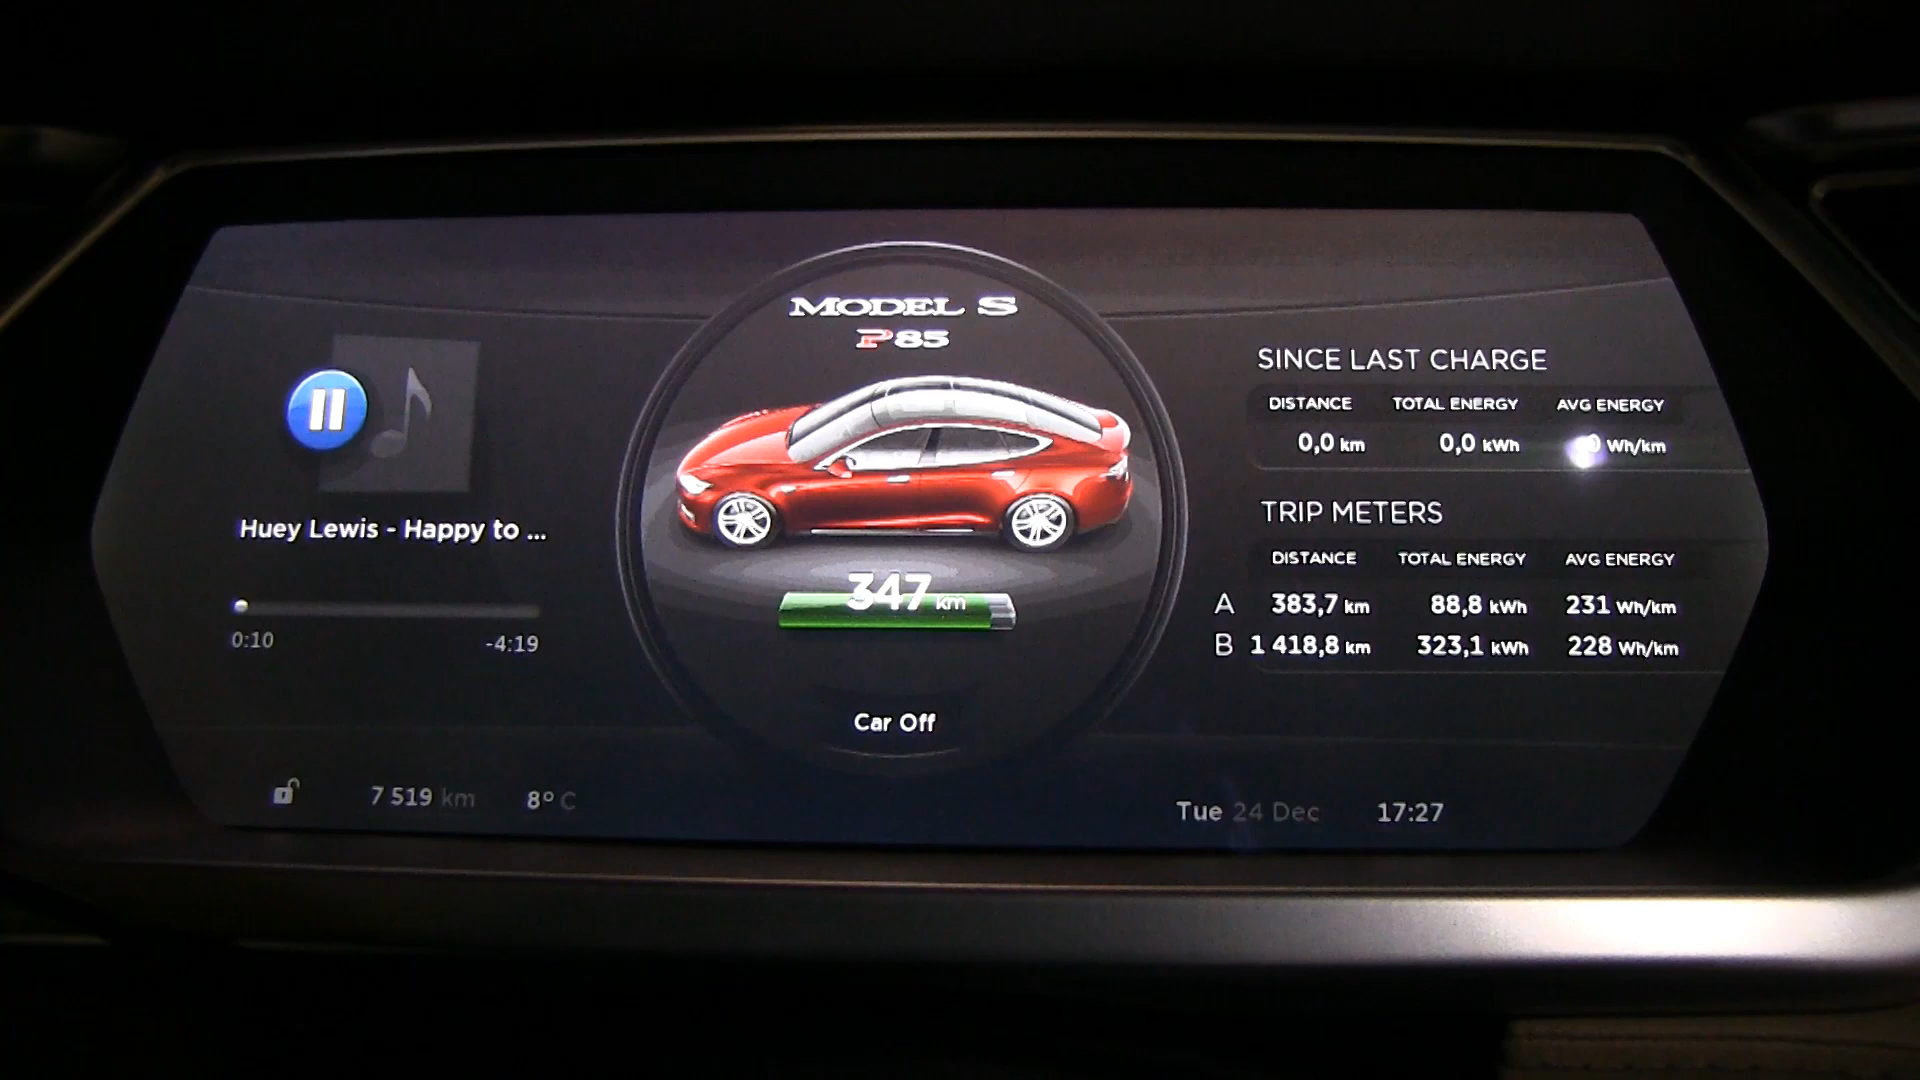 MODEL S
P85
Huey Lewis - Happy to ...
0:10 -4:19
347 km
Car Off
SINCE LAST CHARGE
DISTANCE TOTAL ENERGY AVG ENERGY
0,0 km 0,0 kWh Wh/km
TRIP METERS
DISTANCE TOTAL ENERGY AVG ENERGY
A 383,7 km 88,8 kWh 231 Wh/km
B 1 418,8 km 323,1 kWh 228 Wh/km
7 519 km 8° C Tue 24 Dec 17:27